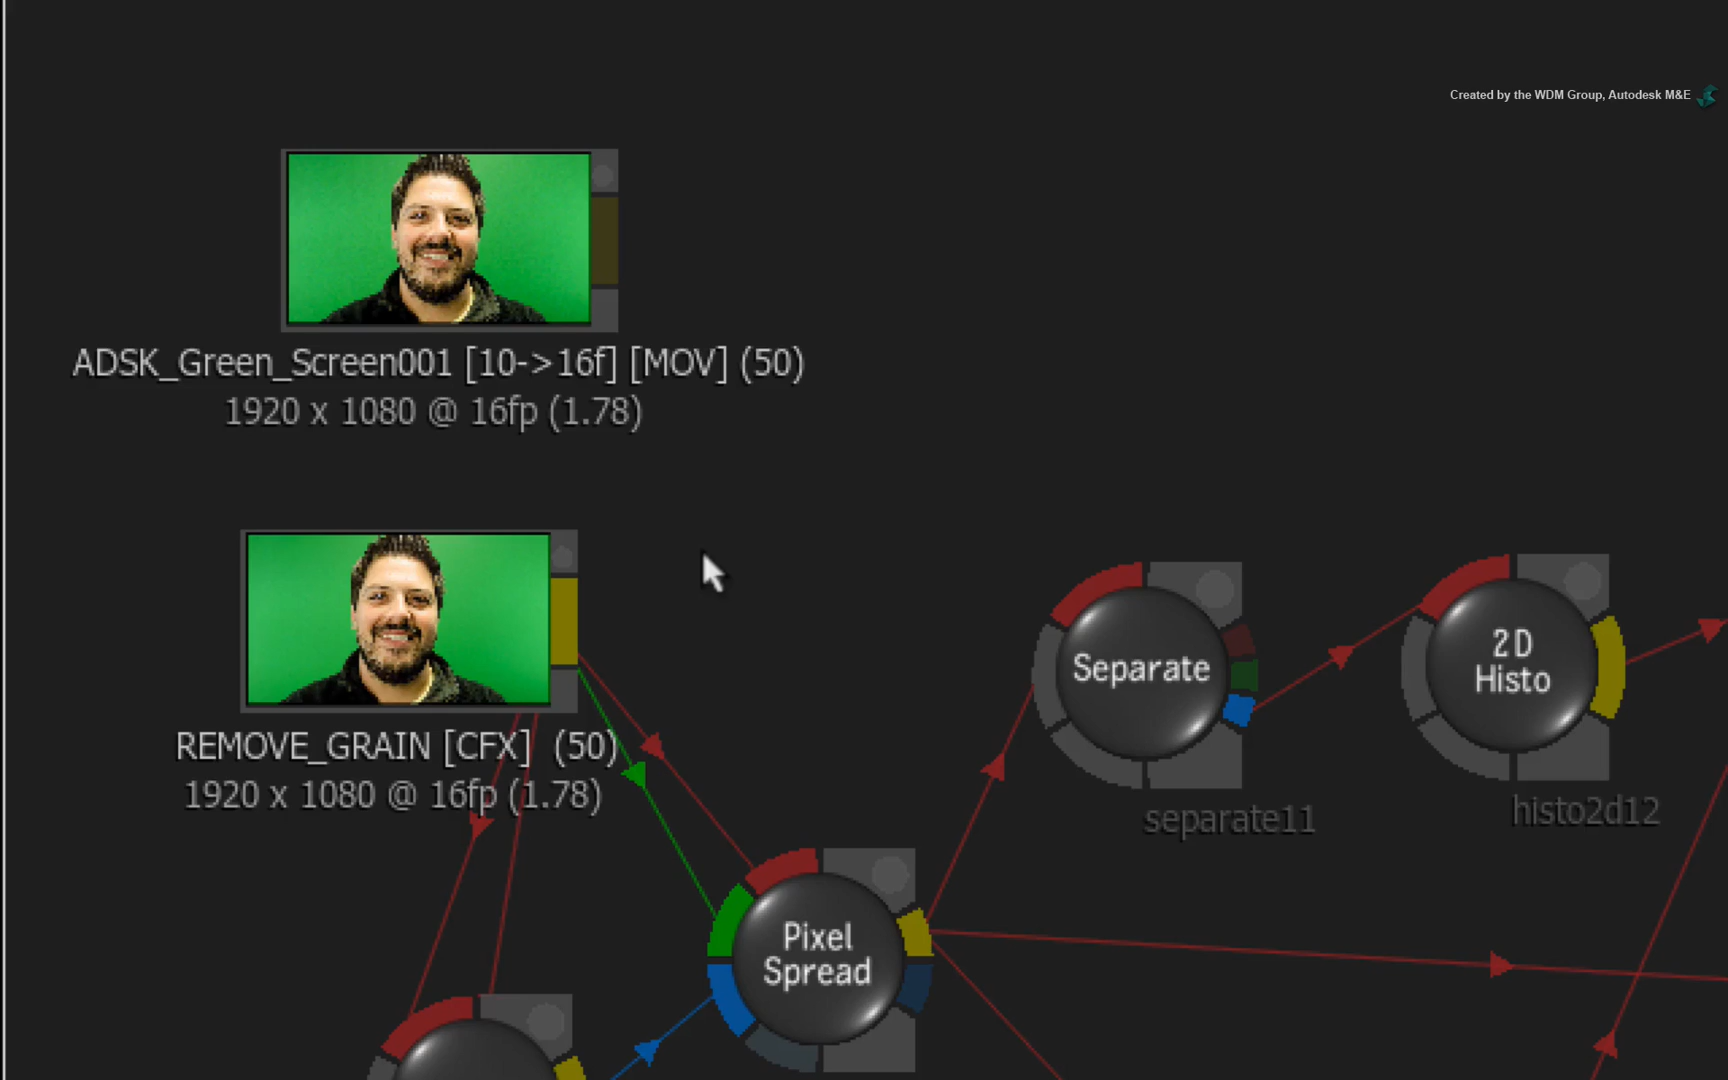 Created by the WDM Group, Autodesk M&E
ADSK_Green_Screen001 [10->16f] [MOV] (50)
1920 x 1080 @ 16fp (1.78)
REMOVE_GRAIN [CFX]  (50)
1920 x 1080 @ 16fp (1.78)
Separate
separate11
2D
Histo
histo2d12
Pixel
Spread